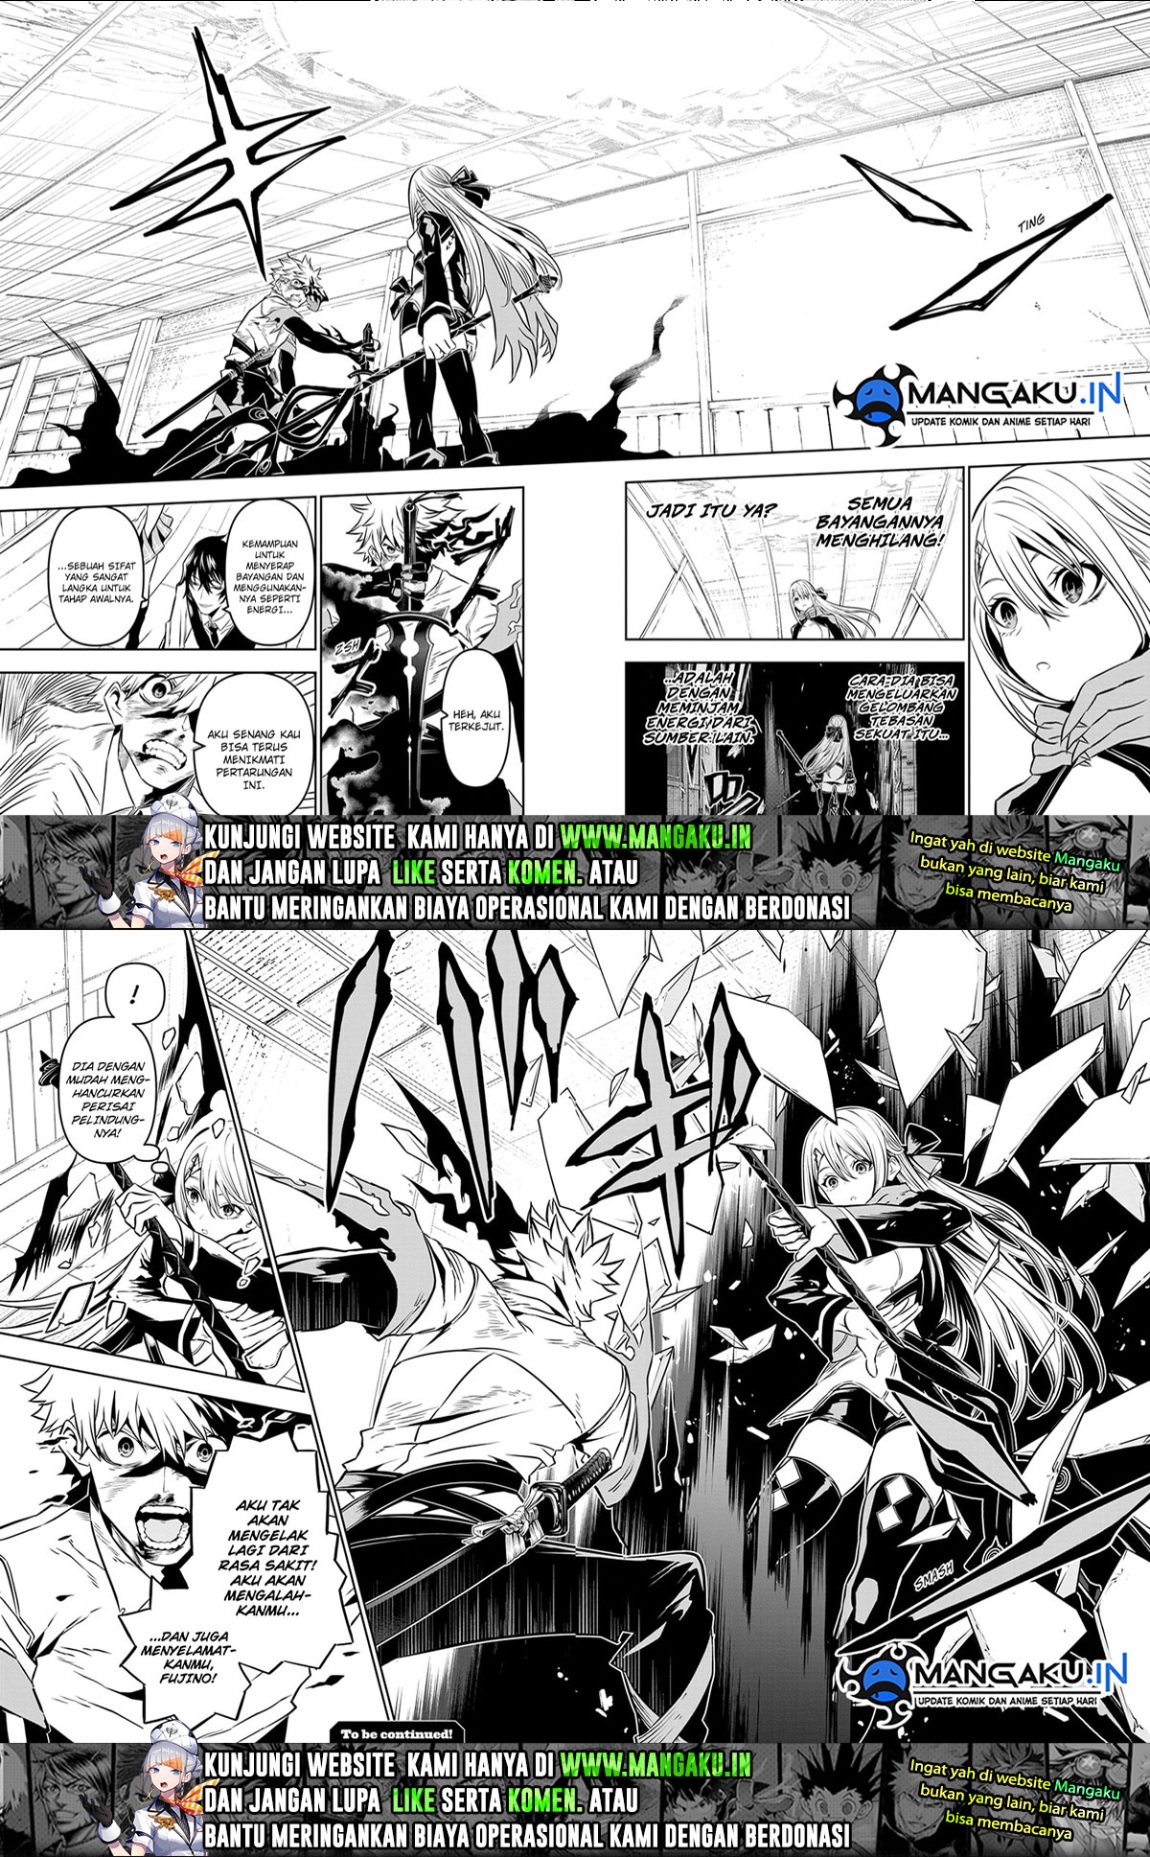 TING
MANGAKU.IN
UPDATE KOMIK DAN ANIME SETIAP HARI
SEMUA
BAYANGANNYA
MENGHILANG!
JADI ITU YA?
CARA DIA BISA
MENGELUARKAN
GELOMBANG
TEBASAN
SEKUAT ITU...
...ADALAH
DENGAN
MEMINJAM
ENERGI DARI
SUMBER LAIN.
ZSH
HEH, AKU
TERKEJUT.
KEMAMPUAN
UNTUK
MENYERAP
BAYANGAN DAN
MENGGUNAKAN-
NYA SEPERTI
ENERGI...
...SEBUAH SIFAT
YANG SANGAT
LANGKA UNTUK
TAHAP AWALNYA.
AKU SENANG KAU
BISA TERUS
MENIKMATI
PERTARUNGAN
INI.
KUNJUNGI WEBSITE KAMI HANYA DI WWW.MANGAKU.IN
DAN JANGAN LUPA LIKE SERTA KOMEN. ATAU
BANTU MERINGANKAN BIAYA OPERASIONAL KAMI DENGAN BERDONASI
Ingat yah di website Mangaku
bukan yang lain, biar kami
bisa membacanya
SMASH
!
DIA DENGAN
MUDAH MENG-
HANCURKAN
PERISAI
PELINDUNG-
NYA!
AKU TAK
AKAN
MENGELAK
LAGI DARI
RASA SAKIT!
AKU AKAN
MENGALAH-
KANMU...
...DAN JUGA
MENYELAMAT-
KANMU,
FUJINO!
MANGAKU.IN
UPDATE KOMIK DAN ANIME SETIAP HARI
To be continued!
KUNJUNGI WEBSITE KAMI HANYA DI WWW.MANGAKU.IN
DAN JANGAN LUPA LIKE SERTA KOMEN. ATAU
BANTU MERINGANKAN BIAYA OPERASIONAL KAMI DENGAN BERDONASI
Ingat yah di website Mangaku
bukan yang lain, biar kami
bisa membacanya